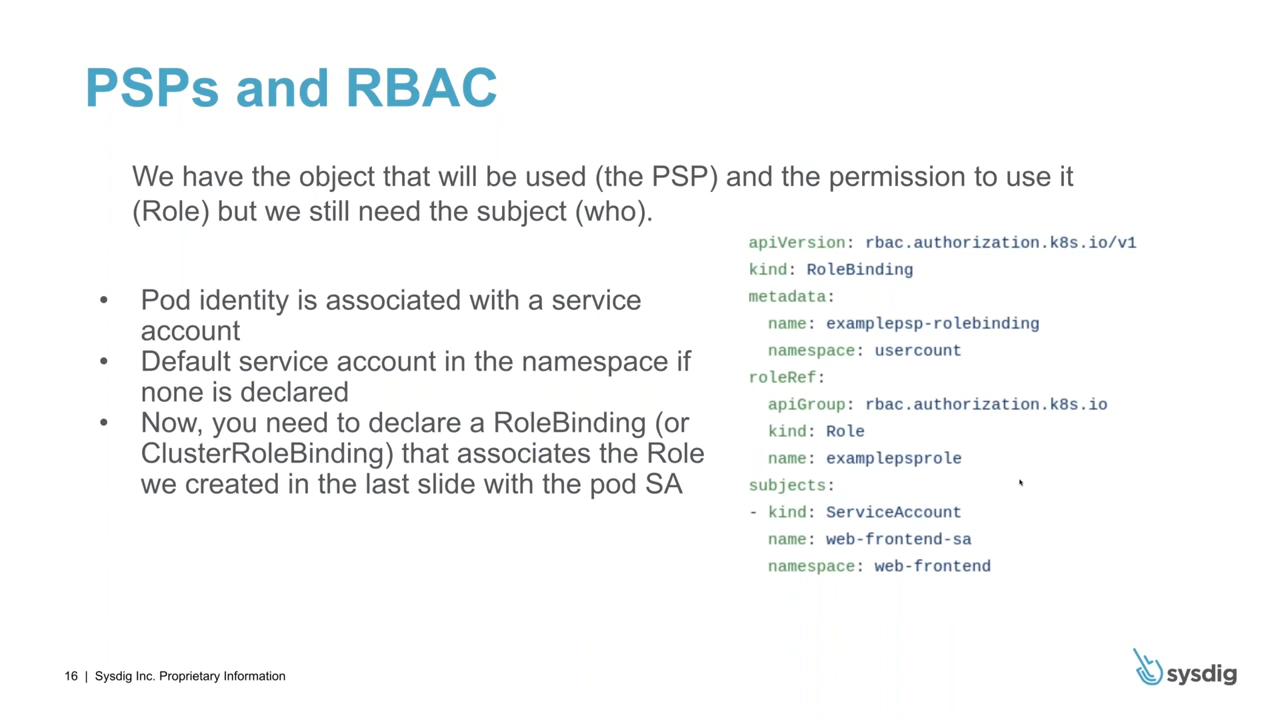 PSPs and RBAC
We have the object that will be used (the PSP) and the permission to use it
(Role) but we still need the subject (who).
• Pod identity is associated with a service
account
• Default service account in the namespace if
none is declared
• Now, you need to declare a RoleBinding (or
ClusterRoleBinding) that associates the Role
we created in the last slide with the pod SA
apiVersion: rbac.authorization.k8s.io/v1
kind: RoleBinding
metadata:
  name: examplepsp-rolebinding
  namespace: usercount
roleRef:
  apiGroup: rbac.authorization.k8s.io
  kind: Role
  name: examplepsprole
subjects:
- kind: ServiceAccount
  name: web-frontend-sa
  namespace: web-frontend
16 | Sysdig Inc. Proprietary Information
sysdig